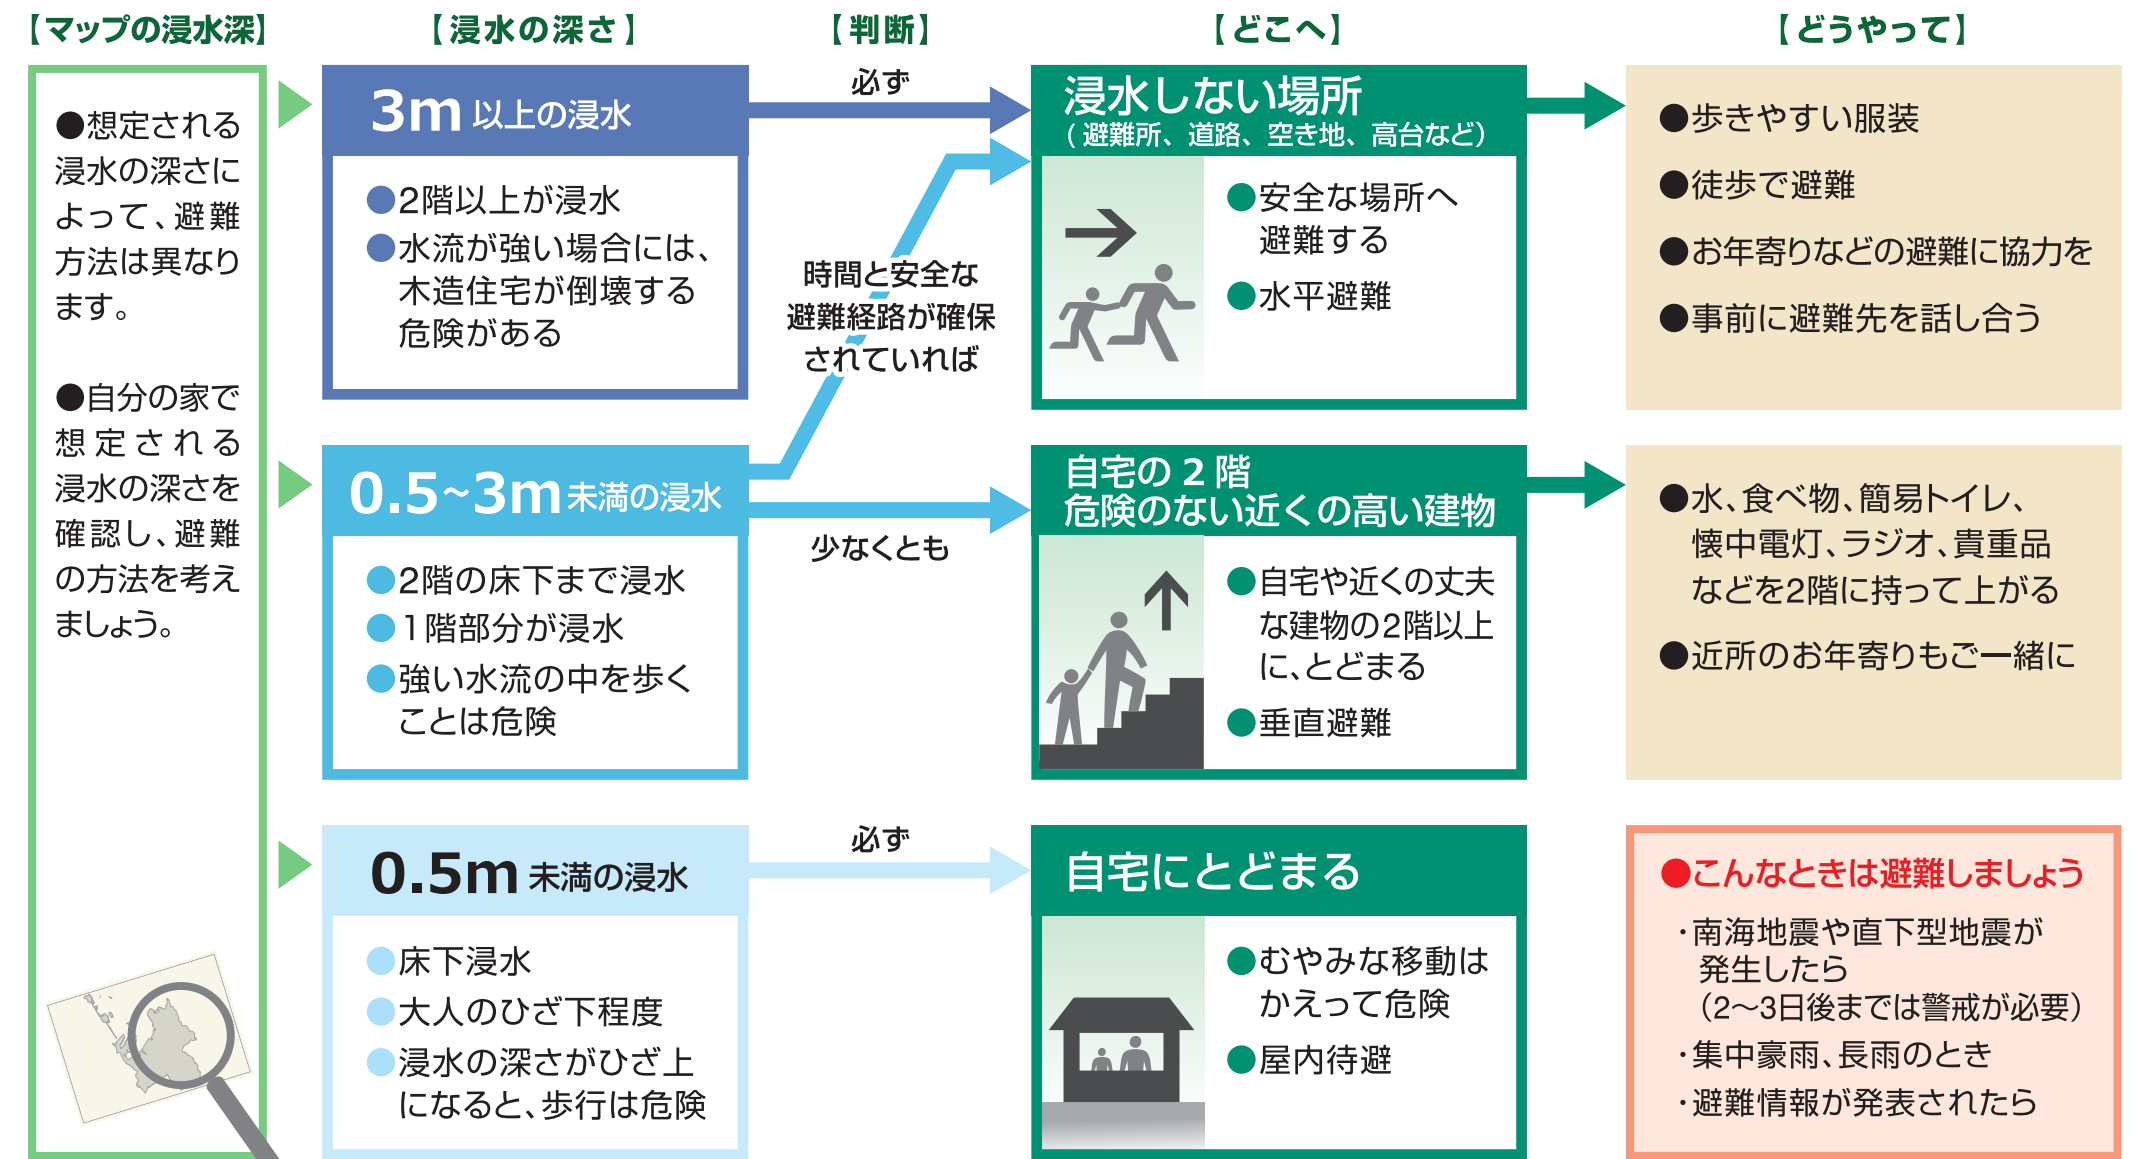 【マップの浸水深】
【浸水の深さ】
【判断】
【どこへ】
【どうやって】
●想定される
浸水の深さに
よって、避難
方法は異なり
ます。
●自分の家で
想定される
浸水の深さを
確認し、避難
の方法を考え
ましょう。
3m 以上の浸水
●2階以上が浸水
●水流が強い場合には、
木造住宅が倒壊する
危険がある
必ず
時間と安全な
避難経路が確保
されていれば
浸水しない場所
(避難所、道路、空き地、高台など)
●安全な場所へ
避難する
●水平避難
●歩きやすい服装
●徒歩で避難
●お年寄りなどの避難に協力を
●事前に避難先を話し合う
0.5~3m 未満の浸水
●2階の床下まで浸水
●1階部分が浸水
●強い水流の中を歩く
ことは危険
少なくとも
自宅の2階
危険のない近くの高い建物
●自宅や近くの丈夫
な建物の2階以上
に、とどまる
●垂直避難
●水、食べ物、簡易トイレ、
懐中電灯、ラジオ、貴重品
などを2階に持って上がる
●近所のお年寄りもご一緒に
0.5m 未満の浸水
●床下浸水
●大人のひざ下程度
●浸水の深さがひざ上
になると、歩行は危険
必ず
自宅にとどまる
●むやみな移動は
かえって危険
●屋内待避
●こんなときは避難しましょう
・南海地震や直下型地震が
発生したら
（2〜3日後までは警戒が必要）
・集中豪雨、長雨のとき
・避難情報が発表されたら